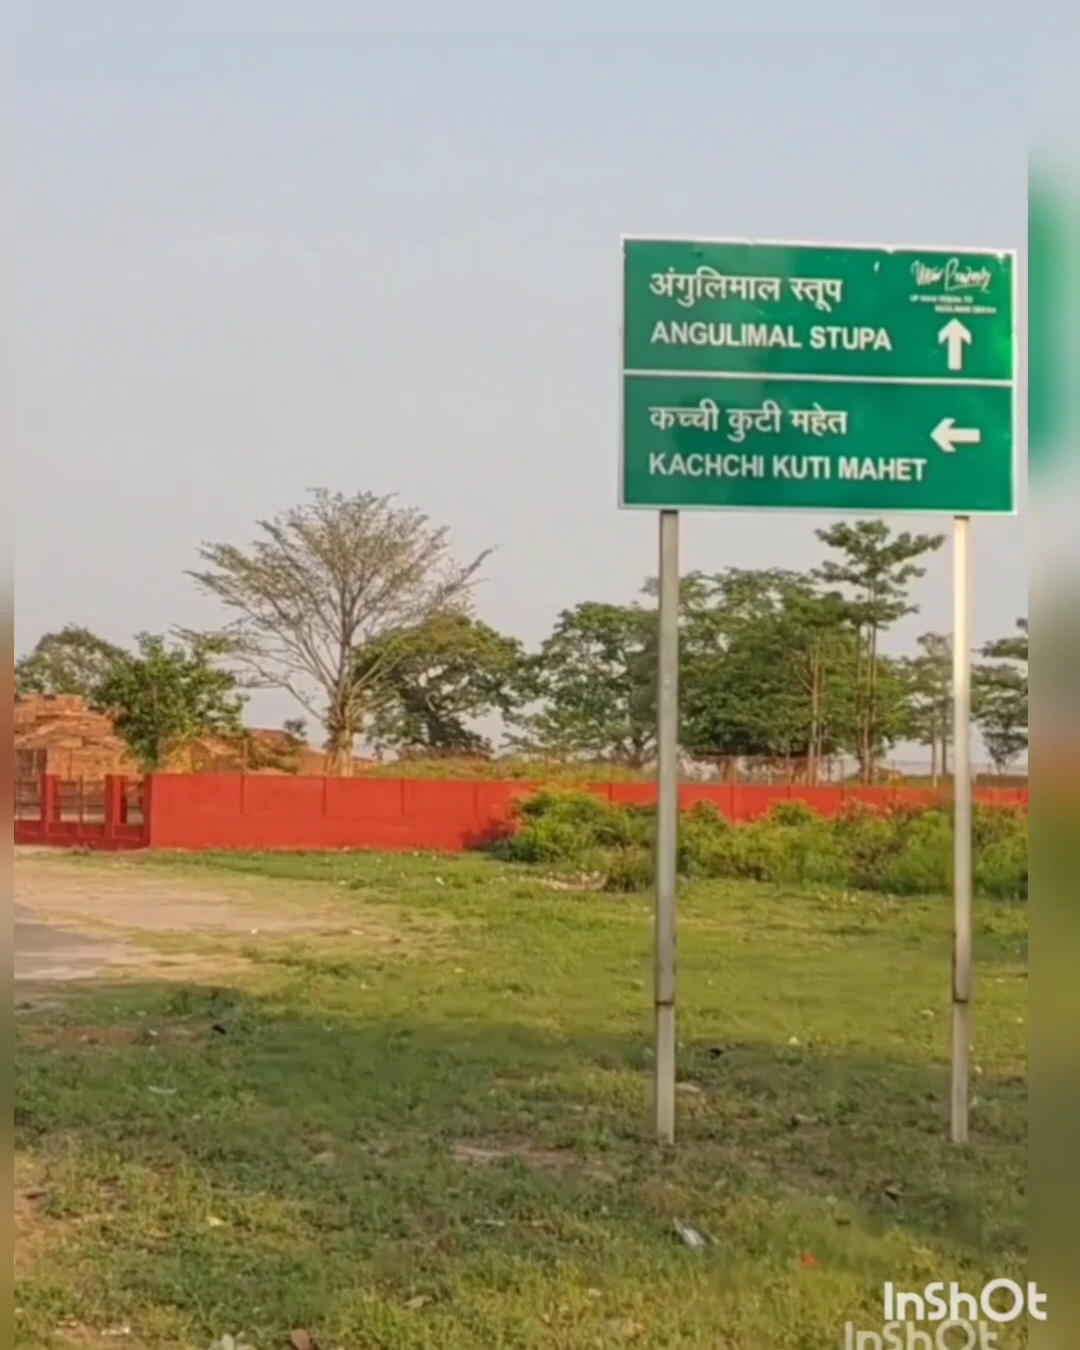 अंगुलिमाल स्तूप
ANGULIMAL STUPA
कच्ची कुटी महेत
KACHCHI KUTI MAHET
InShOt
InShOt